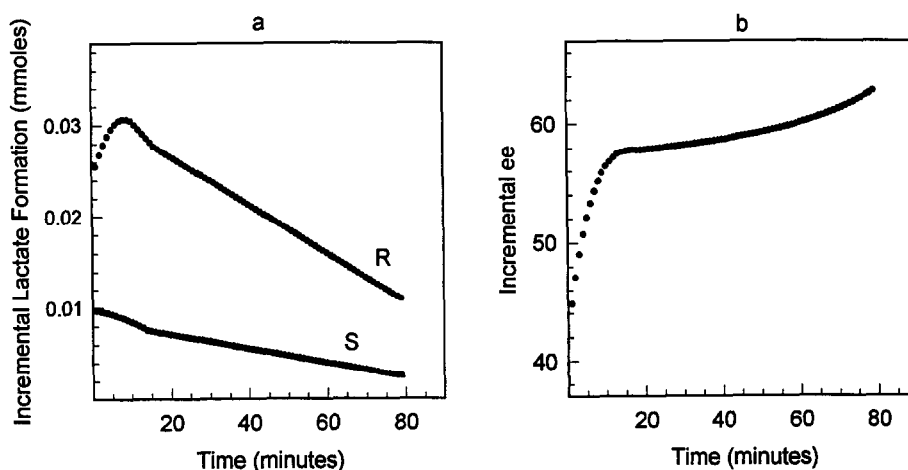 a
Incremental Lactate Formation (mmoles)
0.03
0.02
0.01
R
S
20
40
60
80
Time (minutes)
b
Incremental ee
60
50
40
20
40
60
80
Time (minutes)